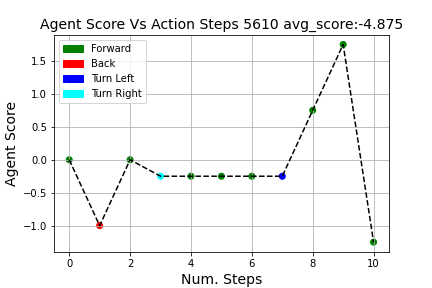 Agent Score Vs Action Steps 5610 avg_score:-4.875
Forward
Back
Turn Left
Turn Right
Agent Score
1.5
1.0
0.5
0.0
−0.5
−1.0
0 2 4 6 8 10
Num. Steps